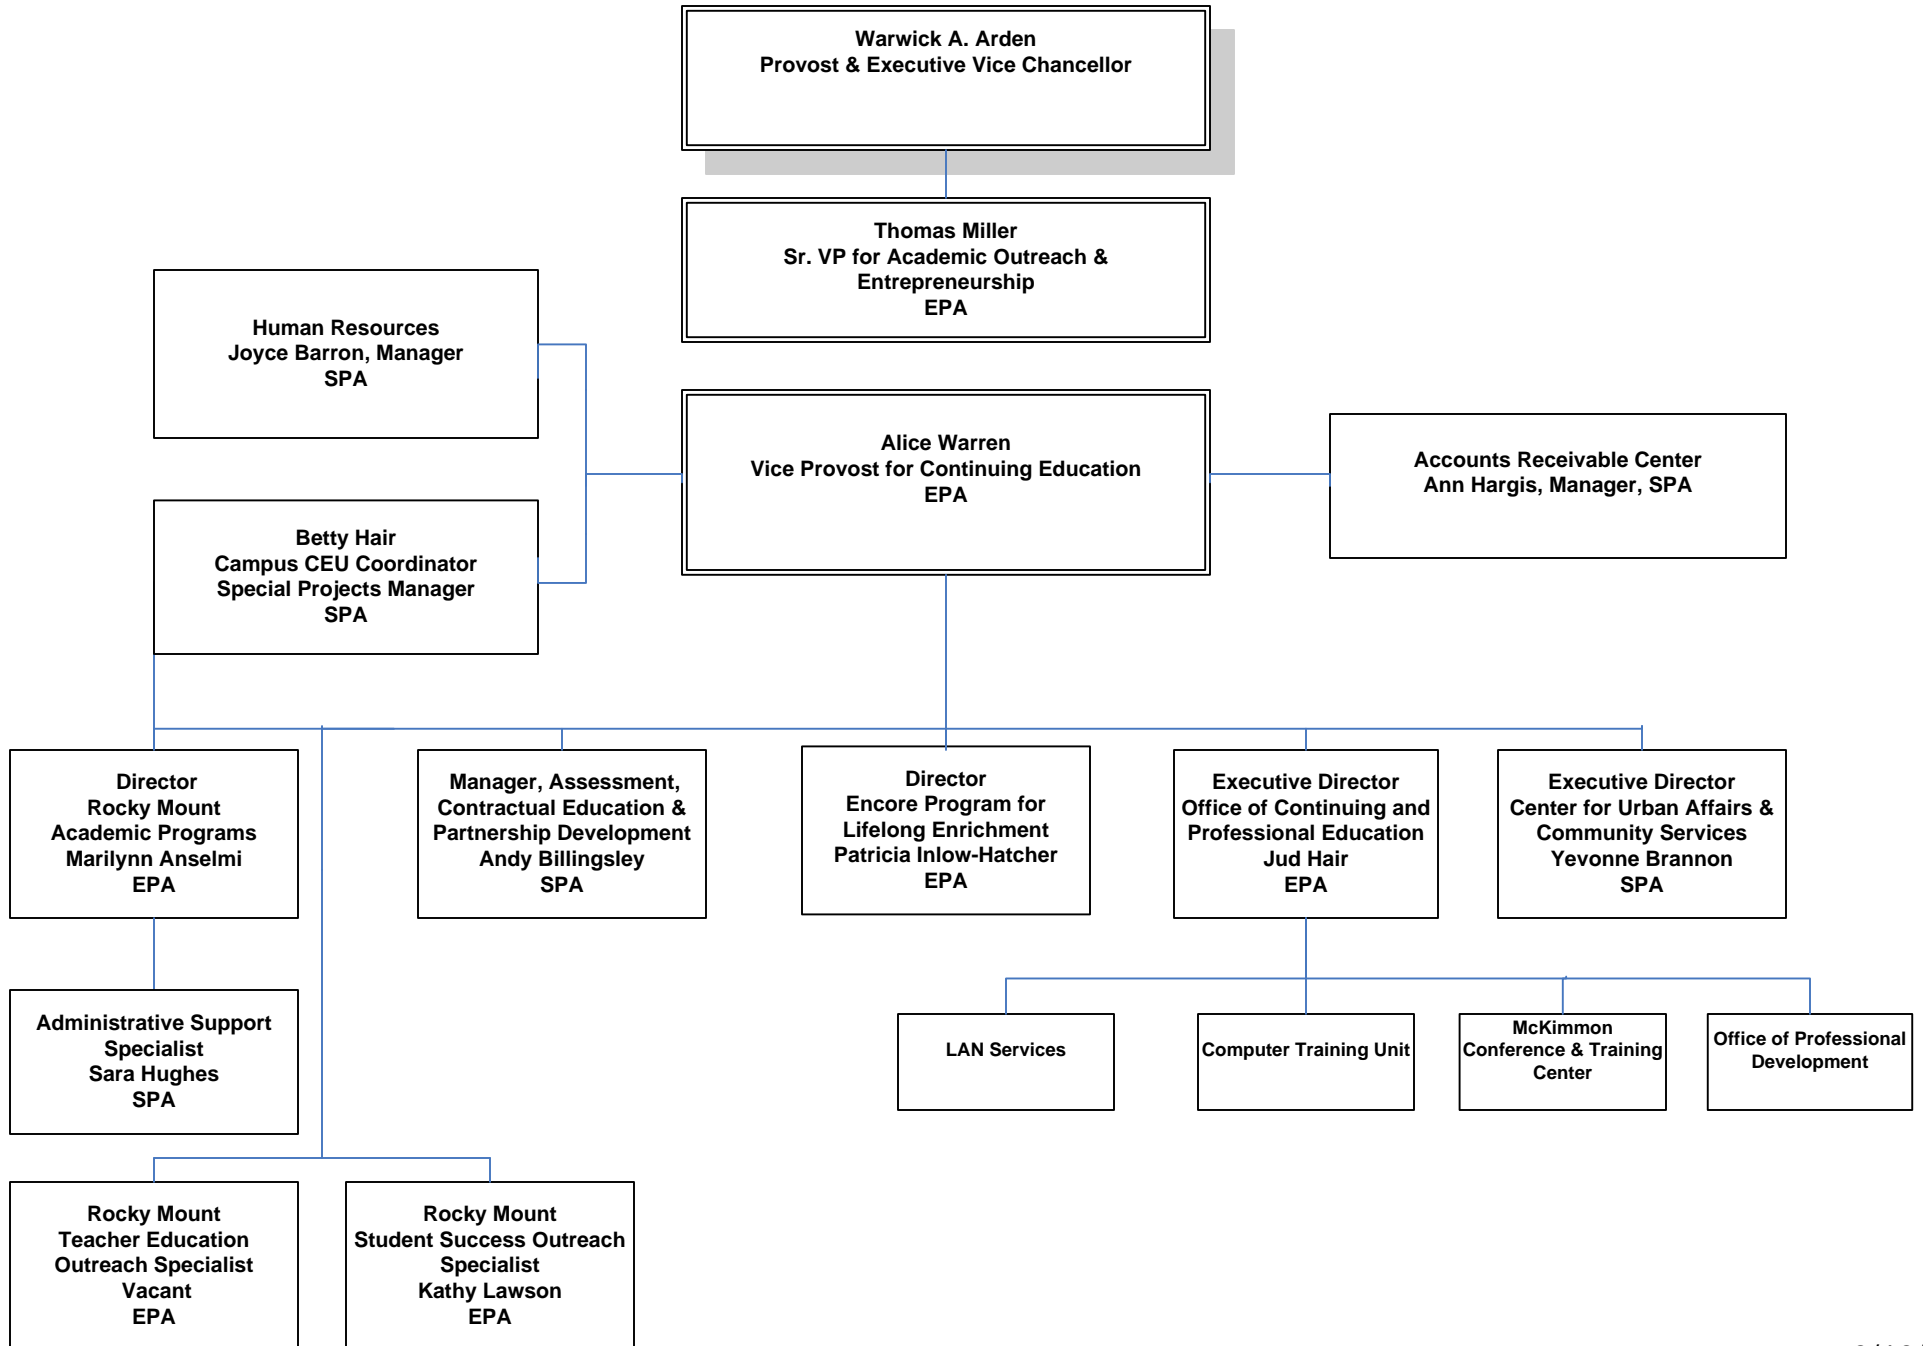 Warwick A. Arden
Provost & Executive Vice Chancellor
Thomas Miller
Sr. VP for Academic Outreach &
Entrepreneurship
EPA
Human Resources
Joyce Barron, Manager
SPA
Alice Warren
Vice Provost for Continuing Education
EPA
Accounts Receivable Center
Ann Hargis, Manager, SPA
Betty Hair
Campus CEU Coordinator
Special Projects Manager
SPA
Director
Rocky Mount
Academic Programs
Marilynn Anselmi
EPA
Manager, Assessment,
Contractual Education &
Partnership Development
Andy Billingsley
SPA
Director
Encore Program for
Lifelong Enrichment
Patricia Inlow-Hatcher
EPA
Executive Director
Office of Continuing and
Professional Education
Jud Hair
EPA
Executive Director
Center for Urban Affairs &
Community Services
Yevonne Brannon
SPA
Administrative Support
Specialist
Sara Hughes
SPA
LAN Services
Computer Training Unit
McKimmon
Conference & Training
Center
Office of Professional
Development
Rocky Mount
Teacher Education
Outreach Specialist
Vacant
EPA
Rocky Mount
Student Success Outreach
Specialist
Kathy Lawson
EPA